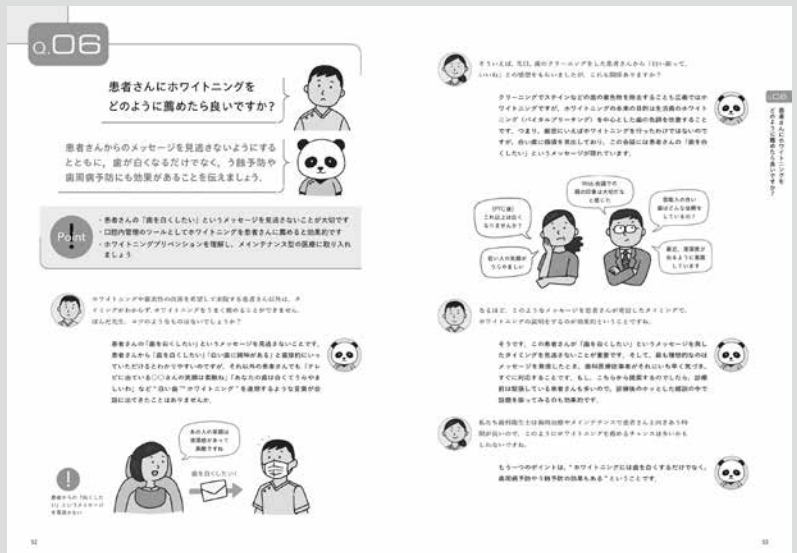 Q.06
患者さんにホワイトニングを
どのように薦めたら良いですか？
患者さんからのメッセージを見逃さないようにする
とともに，歯が白くなるだけでなく，う蝕予防や
歯周病予防にも効果があることを伝えましょう．
Point
・患者さんの「歯を白くしたい」というメッセージを見逃さないことが大切です
・口腔内管理のツールとしてホワイトニングを患者さんに薦めると効果的です
・ホワイトニングプリベンションを理解し，メインテナンス型の医療に取り入れ
ましょう
ホワイトニングや審美性の改善を希望して来院する患者さん以外は，タ
イミングがわからず，ホワイトニングをうまく薦めることができません．
ぱんだ先生，コツのようなものはないでしょうか？
患者さんの「歯を白くしたい」というメッセージを見逃さないことです．
患者さんから「歯を白くしたい」「白い歯に興味がある」と直接的にいっ
ていただけるとわかりやすいのですが，それ以外の患者さんでも「テレ
ビに出ている〇〇さんの笑顔は素敵ね」「あなたの歯は白くてうらやま
しいわ」など“白い歯”“ホワイトニング”を連想するような言葉が会
話に出てきたことはありませんか．
あの人の笑顔は
清潔感があって
素敵ですね
歯を白くしたい！
患者からの「白くした
い」というメッセージ
を見逃さない
92
そういえば，先日，歯のクリーニングをした患者さんから「白い歯って，
いいね」との感想をもらいましたが，これも関係ありますか？
クリーニングでステインなどの歯の着色物を除去することも広義ではホ
ワイトニングですが，ホワイトニングの本来の目的は生活歯のホワイト
ニング（バイタルブリーチング）を中心とした歯の色調を改善すること
です．つまり，厳密にいえばホワイトニングを行ったわけではないので
すが，白い歯に価値を見出しており，この会話には患者さんの「歯を白
くしたい」というメッセージが隠れています．
（PTC後）
これ以上は白く
なりませんか？
Web会議での
顔の印象は大切だな
と感じた
芸能人の白い
歯はどんな治療を
しているの？
若い人の笑顔が
うらやましい
最近，清潔感が
出るように意識
しています
なるほど，このようなメッセージを患者さんが発信したタイミングで，
ホワイトニングの説明をするのが効果的ということですね．
そうです．この患者さんが「歯を白くしたい」というメッセージを発し
たタイミングを見逃さないことが重要です．そして，最も理想的なのは
メッセージを発信したとき，歯科医療従事者がそれにいち早く気づき，
すぐに対応することです．もし，こちらから提案するのでしたら，診療
前は緊張している患者さんも多いので，診療後のホッとした雑談の中で
話題を振ってみるのも効果的です．
私たち歯科衛生士は歯周治療やメインテナンスで患者さんと向きあう時
間が長いので，このようにホワイトニングを薦めるチャンスは多いかも
しれないですね．
もう一つのポイントは，“ホワイトニングには歯を白くするだけでなく，
歯周病予防やう蝕予防の効果もある”ということです．
Q.06
患者さんにホワイトニングを
どのように薦めたら良いですか？
93